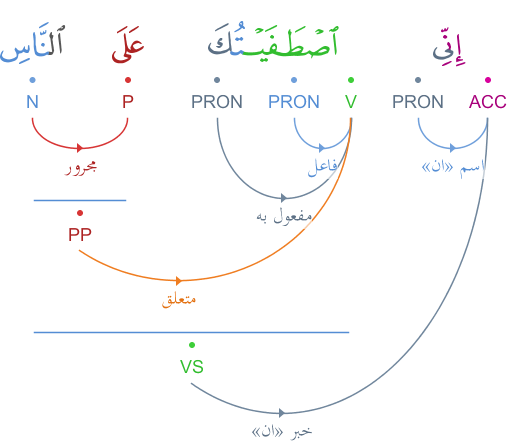 إِنِّى ٱصْطَفَيْتُكَ عَلَى ٱلنَّاسِ
ACC PRON V PRON PRON P N
اسم «ان» فاعل مجرور
مفعول به
PP
متعلق
VS
خبر «ان»